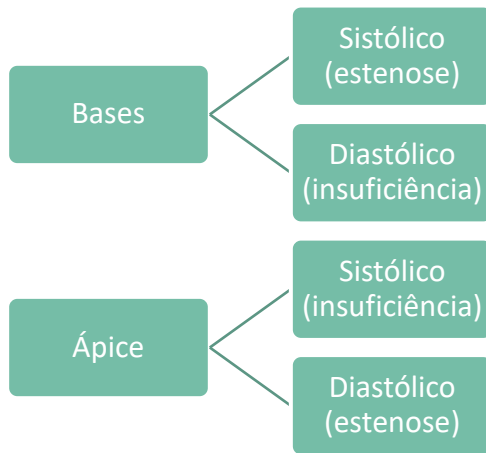 Bases
Sistólico
(estenose)
Diastólico
(insuficiência)
Ápice
Sistólico
(insuficiência)
Diastólico
(estenose)